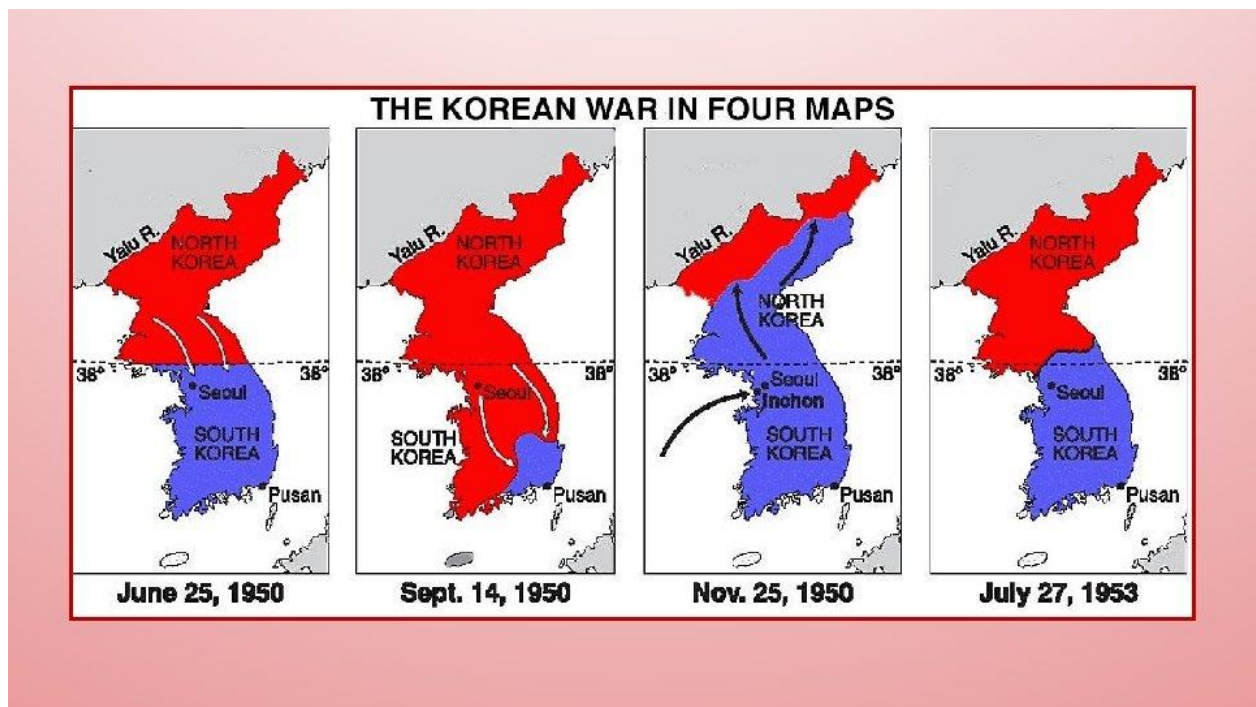 THE KOREAN WAR IN FOUR MAPS
Yalu R.
NORTH
KOREA
38°
38°
Seoul
SOUTH
KOREA
Pusan
June 25, 1950
Yalu R.
NORTH
KOREA
38°
38°
Seoul
SOUTH
KOREA
Pusan
Sept. 14, 1950
Yalu R.
NORTH
KOREA
38°
38°
Seoul
Inchon
SOUTH
KOREA
Pusan
Nov. 25, 1950
Yalu R.
NORTH
KOREA
38°
38°
Seoul
SOUTH
KOREA
Pusan
July 27, 1953